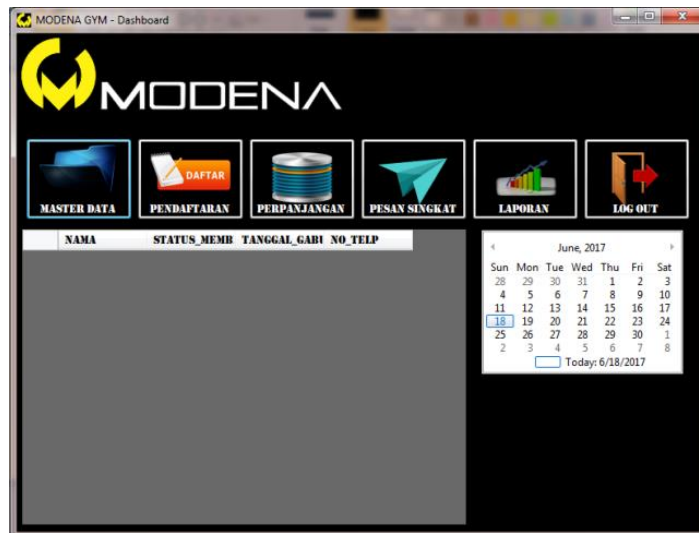 MODENA GYM - Dashboard
MODENA
DAFTAR
MASTER DATA PENDAFTARAN PERPANJANGAN PESAN SINGKAT LAPORAN LOG OUT
NAMA STATUS_MEMB TANGGAL_GABU NO_TELP
June, 2017
Sun Mon Tue Wed Thu Fri Sat
28 29 30 31 1 2 3
4 5 6 7 8 9 10
11 12 13 14 15 16 17
18 19 20 21 22 23 24
25 26 27 28 29 30 1
2 3 4 5 6 7 8
Today: 6/18/2017